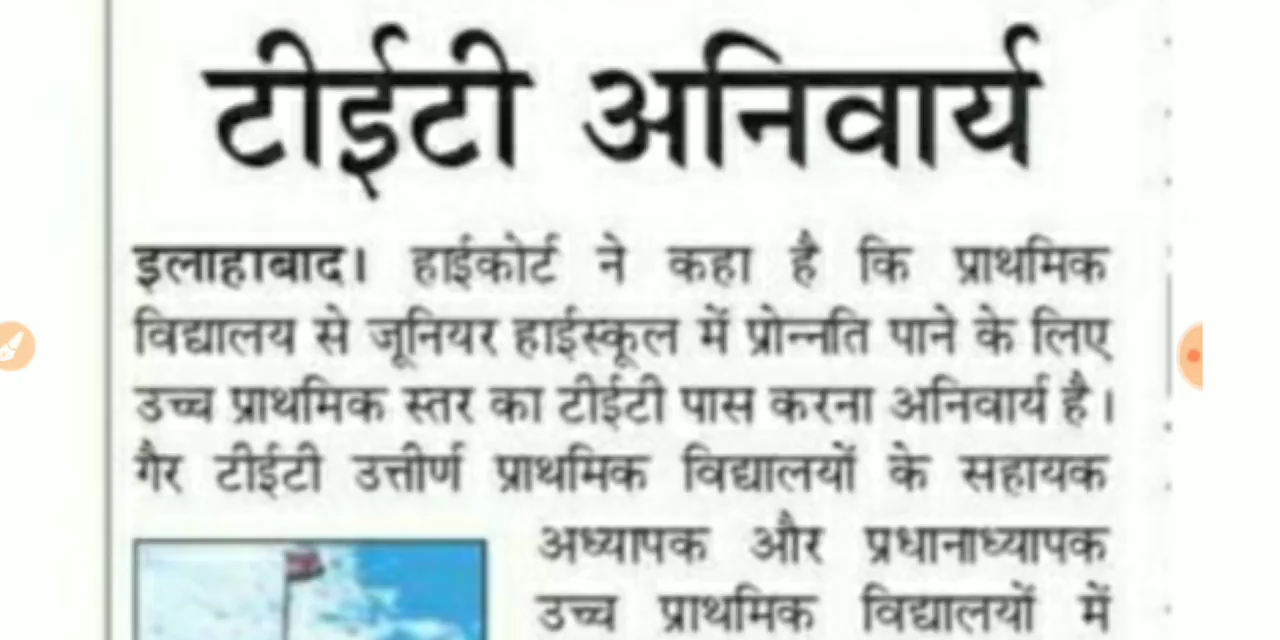 टीईटी अनिवार्य
इलाहाबाद। हाईकोर्ट ने कहा है कि प्राथमिक
विद्यालय से जूनियर हाईस्कूल में प्रोन्नति पाने के लिए
उच्च प्राथमिक स्तर का टीईटी पास करना अनिवार्य है।
गैर टीईटी उत्तीर्ण प्राथमिक विद्यालयों के सहायक
अध्यापक और प्रधानाध्यापक
उच्च प्राथमिक विद्यालयों में